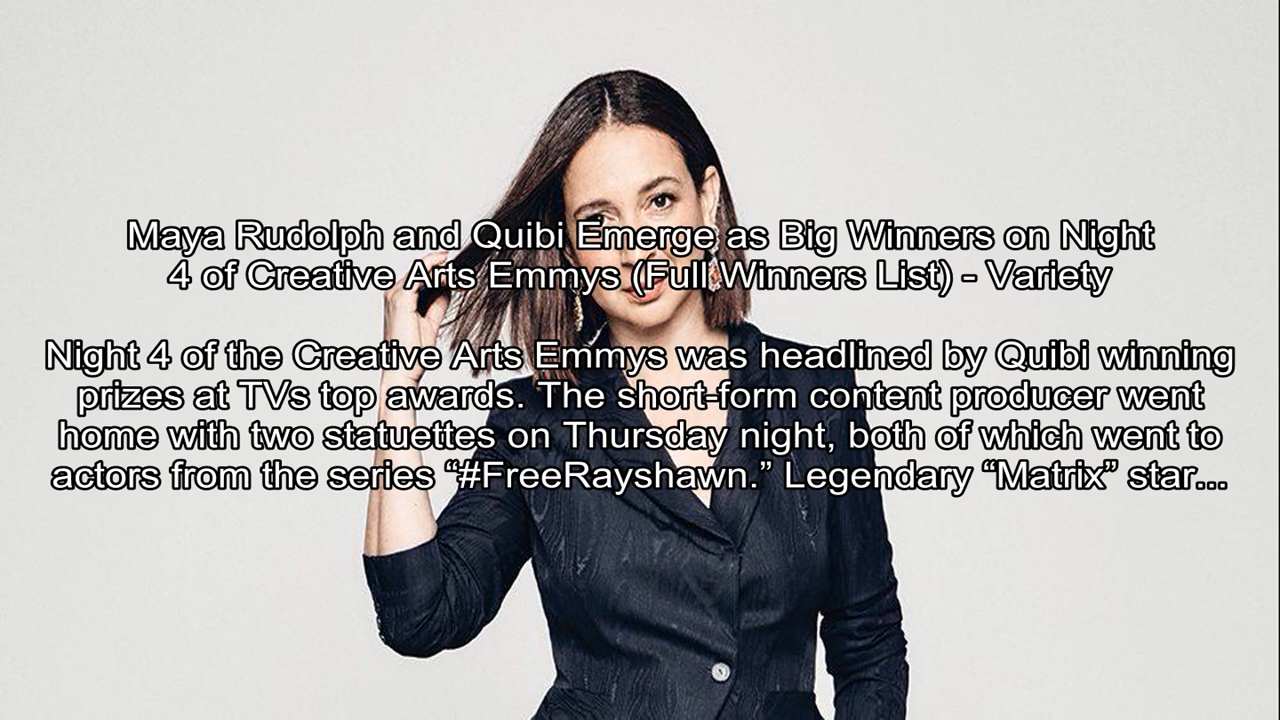 Maya Rudolph and Quibi Emerge as Big Winners on Night
4 of Creative Arts Emmys (Full Winners List) - Variety
Night 4 of the Creative Arts Emmys was headlined by Quibi winning
prizes at TVs top awards. The short-form content producer went
home with two statuettes on Thursday night, both of which went to
actors from the series “#FreeRayshawn.” Legendary “Matrix” star...